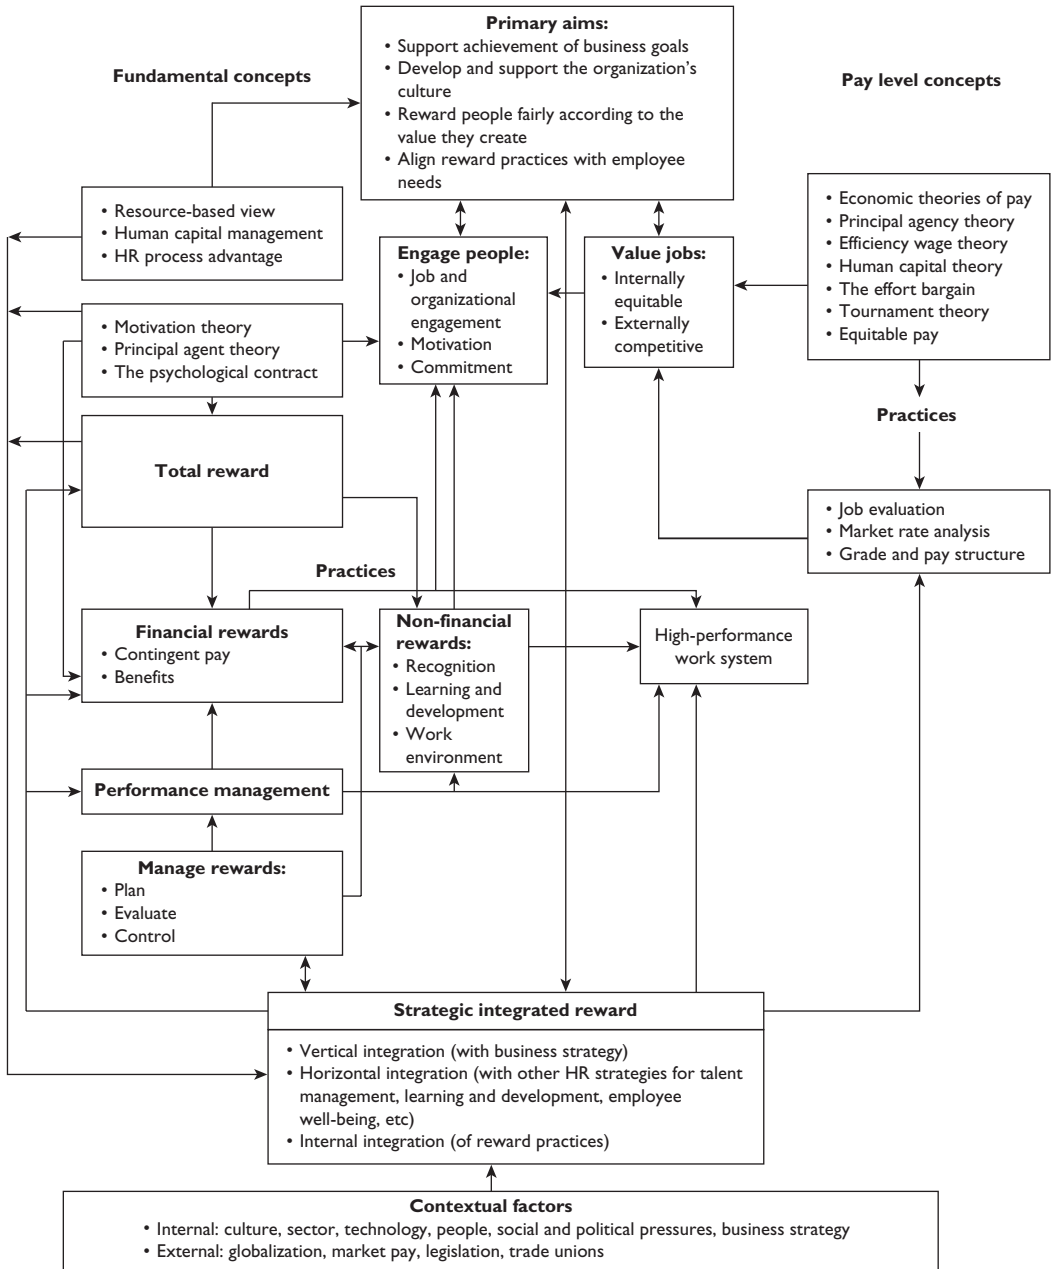 Primary aims:
• Support achievement of business goals
• Develop and support the organization's
culture
• Reward people fairly according to the
value they create
• Align reward practices with employee
needs
Fundamental concepts
Pay level concepts
• Resource-based view
• Human capital management
• HR process advantage
Engage people:
• Job and
organizational
engagement
• Motivation
• Commitment
Value jobs:
• Internally
equitable
• Externally
competitive
• Economic theories of pay
• Principal agency theory
• Efficiency wage theory
• Human capital theory
• The effort bargain
• Tournament theory
• Equitable pay
• Motivation theory
• Principal agent theory
• The psychological contract
Practices
Total reward
• Job evaluation
• Market rate analysis
• Grade and pay structure
Practices
Financial rewards
• Contingent pay
• Benefits
Non-financial
rewards:
• Recognition
• Learning and
development
• Work
environment
High-performance
work system
Performance management
Manage rewards:
• Plan
• Evaluate
• Control
Strategic integrated reward
• Vertical integration (with business strategy)
• Horizontal integration (with other HR strategies for talent
management, learning and development, employee
well-being, etc)
• Internal integration (of reward practices)
Contextual factors
• Internal: culture, sector, technology, people, social and political pressures, business strategy
• External: globalization, market pay, legislation, trade unions